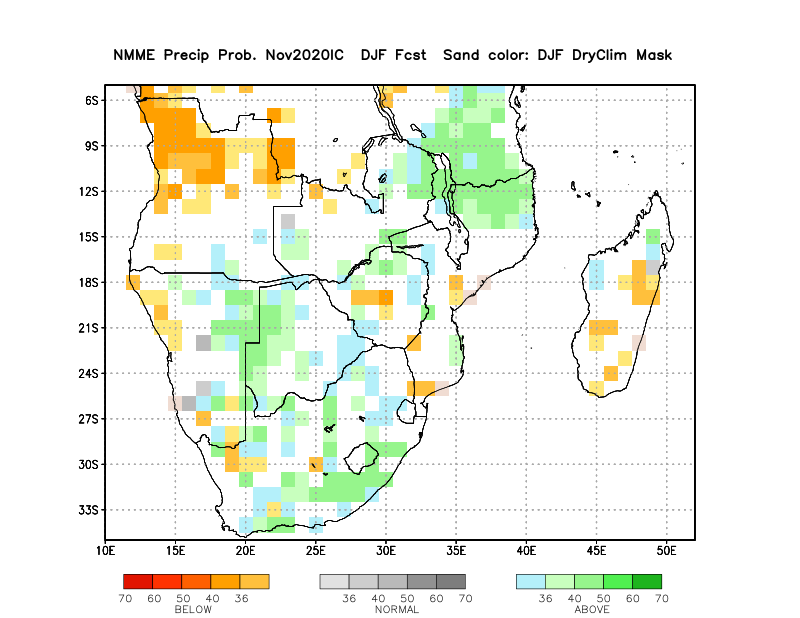 NMME Precip Prob. Nov2020IC DJF Fcst Sand color: DJF DryClim Mask
6S
9S
12S
15S
18S
21S
24S
27S
30S
33S
10E 15E 20E 25E 30E 35E 40E 45E 50E
70 60 50 40 36 36 40 50 60 70 36 40 50 60 70
BELOW NORMAL ABOVE